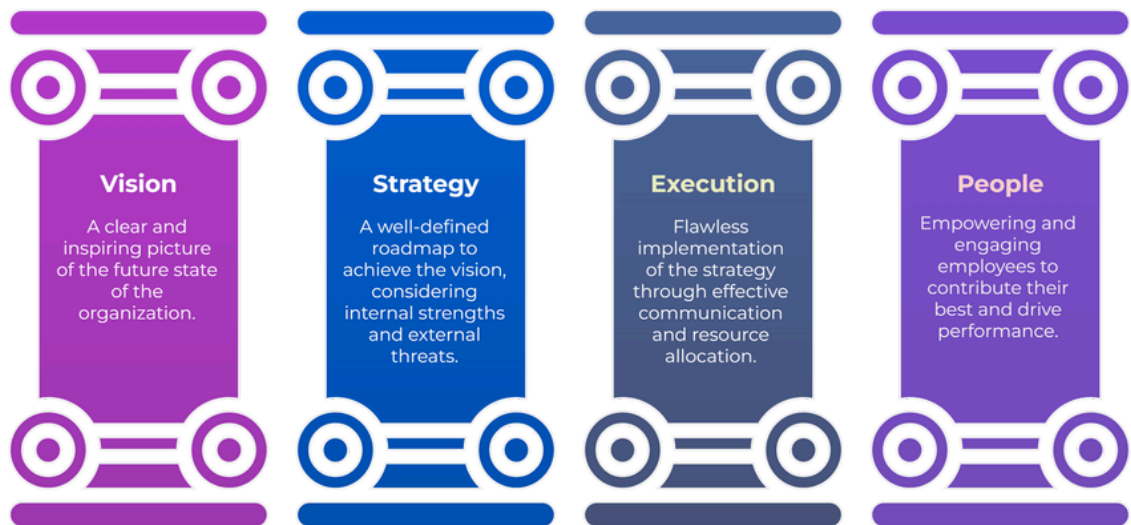 Vision
A clear and
inspiring picture
of the future state
of the
organization.
Strategy
A well-defined
roadmap to
achieve the vision,
considering
internal strengths
and external
threats.
Execution
Flawless
implementation
of the strategy
through effective
communication
and resource
allocation.
People
Empowering and
engaging
employees to
contribute their
best and drive
performance.